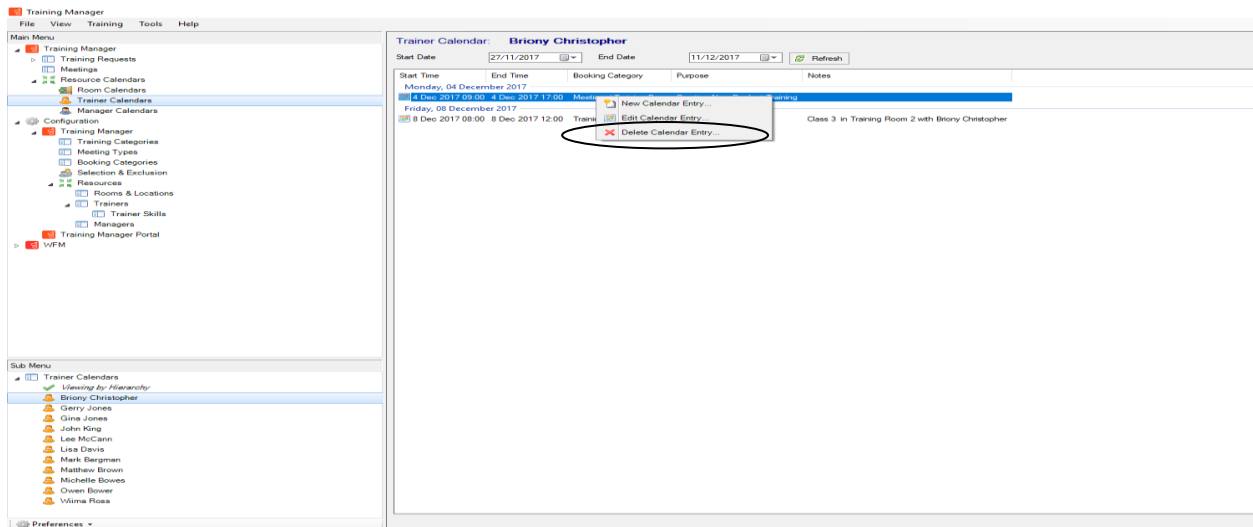 Training Manager
File View Training Tools Help
Main Menu
Training Manager
Training Requests
Meetings
Resource Calendars
Room Calendars
Trainer Calendars
Manager Calendars
Configuration
Training Manager
Training Categories
Meeting Types
Booking Categories
Selection & Exclusion
Resources
Rooms & Locations
Trainers
Trainer Skills
Managers
Training Manager Portal
WFM
Sub Menu
Trainer Calendars
Viewing by Hierarchy
Briony Christopher
Gerry Jones
Gina Jones
John King
Lee McCann
Lisa Davis
Mark Bergman
Matthew Brown
Michelle Bowes
Owen Bower
Wilma Ross
Preferences
Trainer Calendar: Briony Christopher
Start Date 27/11/2017 End Date 11/12/2017 Refresh
Start Time End Time Booking Category Purpose Notes
Monday, 04 December 2017
4 Dec 2017 09:00 4 Dec 2017 17:00 Training
Friday, 08 December 2017
8 Dec 2017 08:00 8 Dec 2017 12:00 Class 3 in Training Room 2 with Briony Christopher
New Calendar Entry...
Edit Calendar Entry...
Delete Calendar Entry...